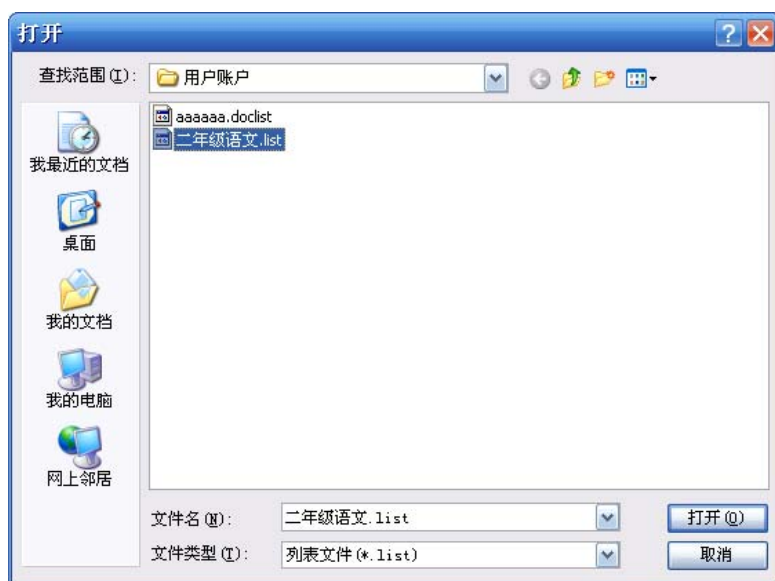 打开
查找范围(I):
用户账户
aaaaaa.doclist
二年级语文.list
我最近的文档
桌面
我的文档
我的电脑
网上邻居
文件名(N):
二年级语文.list
打开(O)
文件类型(T):
列表文件(*.list)
取消